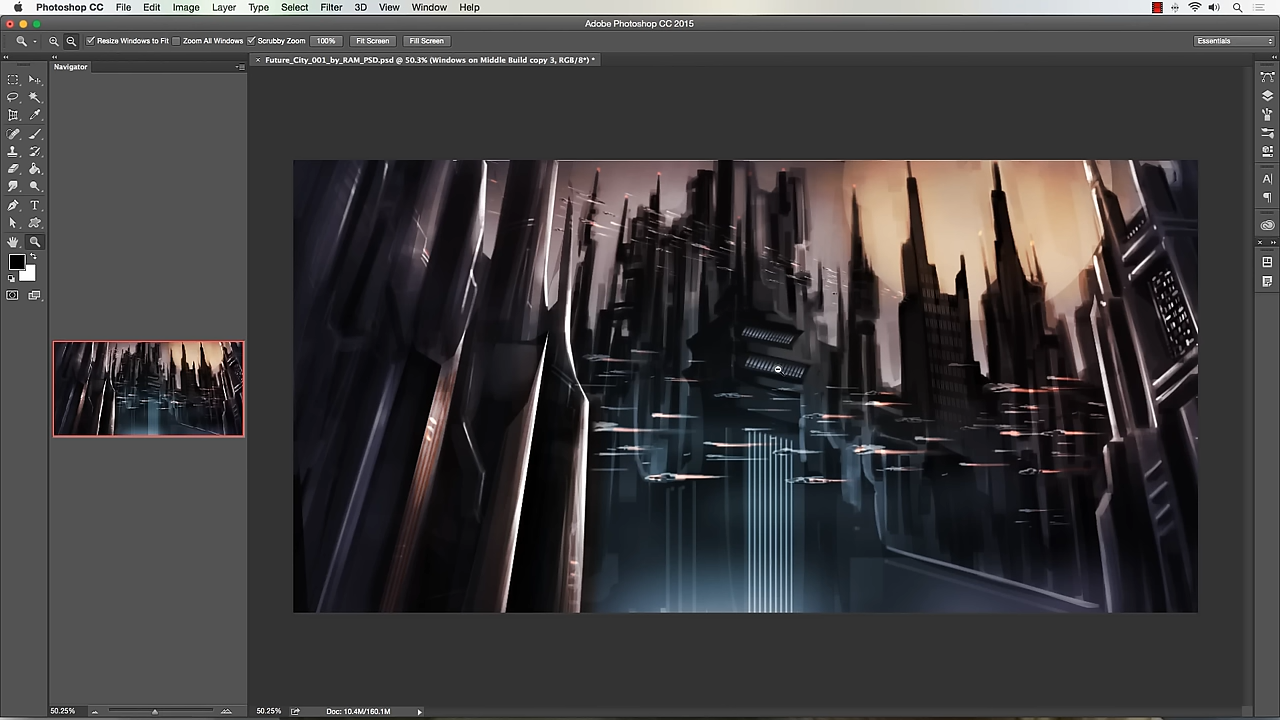 Photoshop CC File Edit Image Layer Type Select Filter 3D View Window Help
Adobe Photoshop CC 2015
Resize Windows to Fit Zoom All Windows Scrubby Zoom 100% Fit Screen Fill Screen Essentials
× Future_City_001_by_RAM_PSD.psd @ 50.3% (Windows on Middle Build copy 3, RGB/8*) *
Navigator
50.25% 50.25% Doc: 10.4M/160.1M